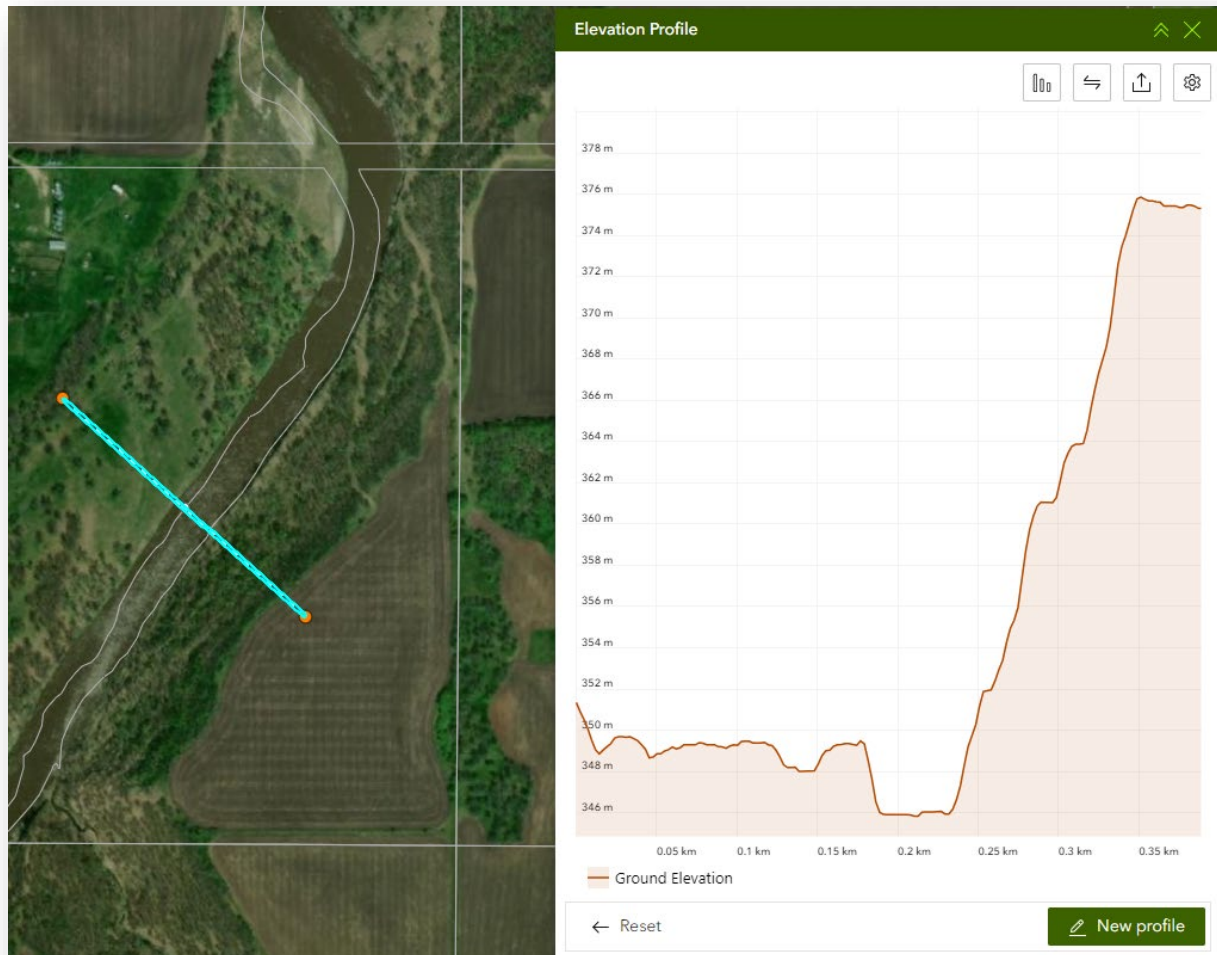 Elevation Profile
378 m
376 m
374 m
372 m
370 m
368 m
366 m
364 m
362 m
360 m
358 m
356 m
354 m
352 m
350 m
348 m
346 m
0.05 km 0.1 km 0.15 km 0.2 km 0.25 km 0.3 km 0.35 km
Ground Elevation
Reset
New profile